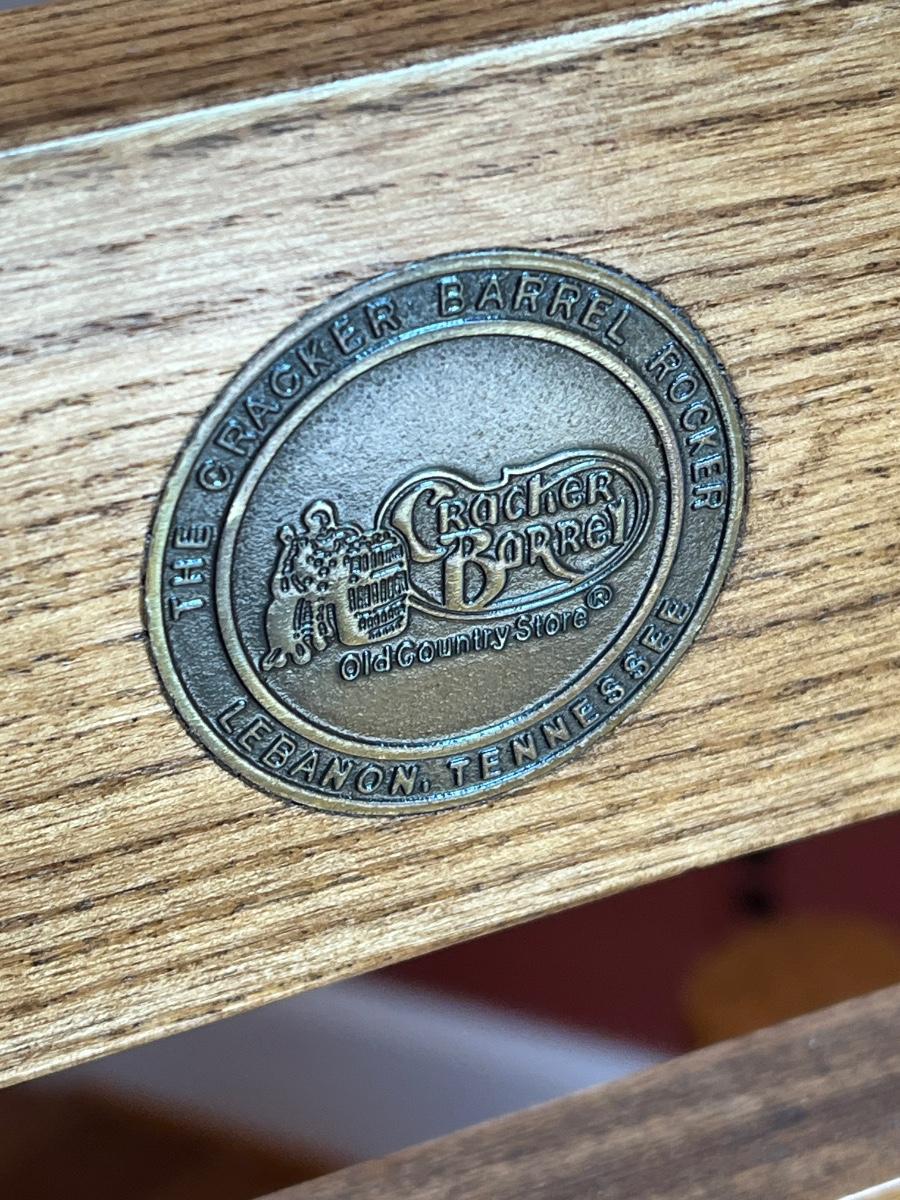 THE CRACKER BARREL ROCKER
Cracker
Barrel
Old Country Store®
LEBANON, TENNESSEE